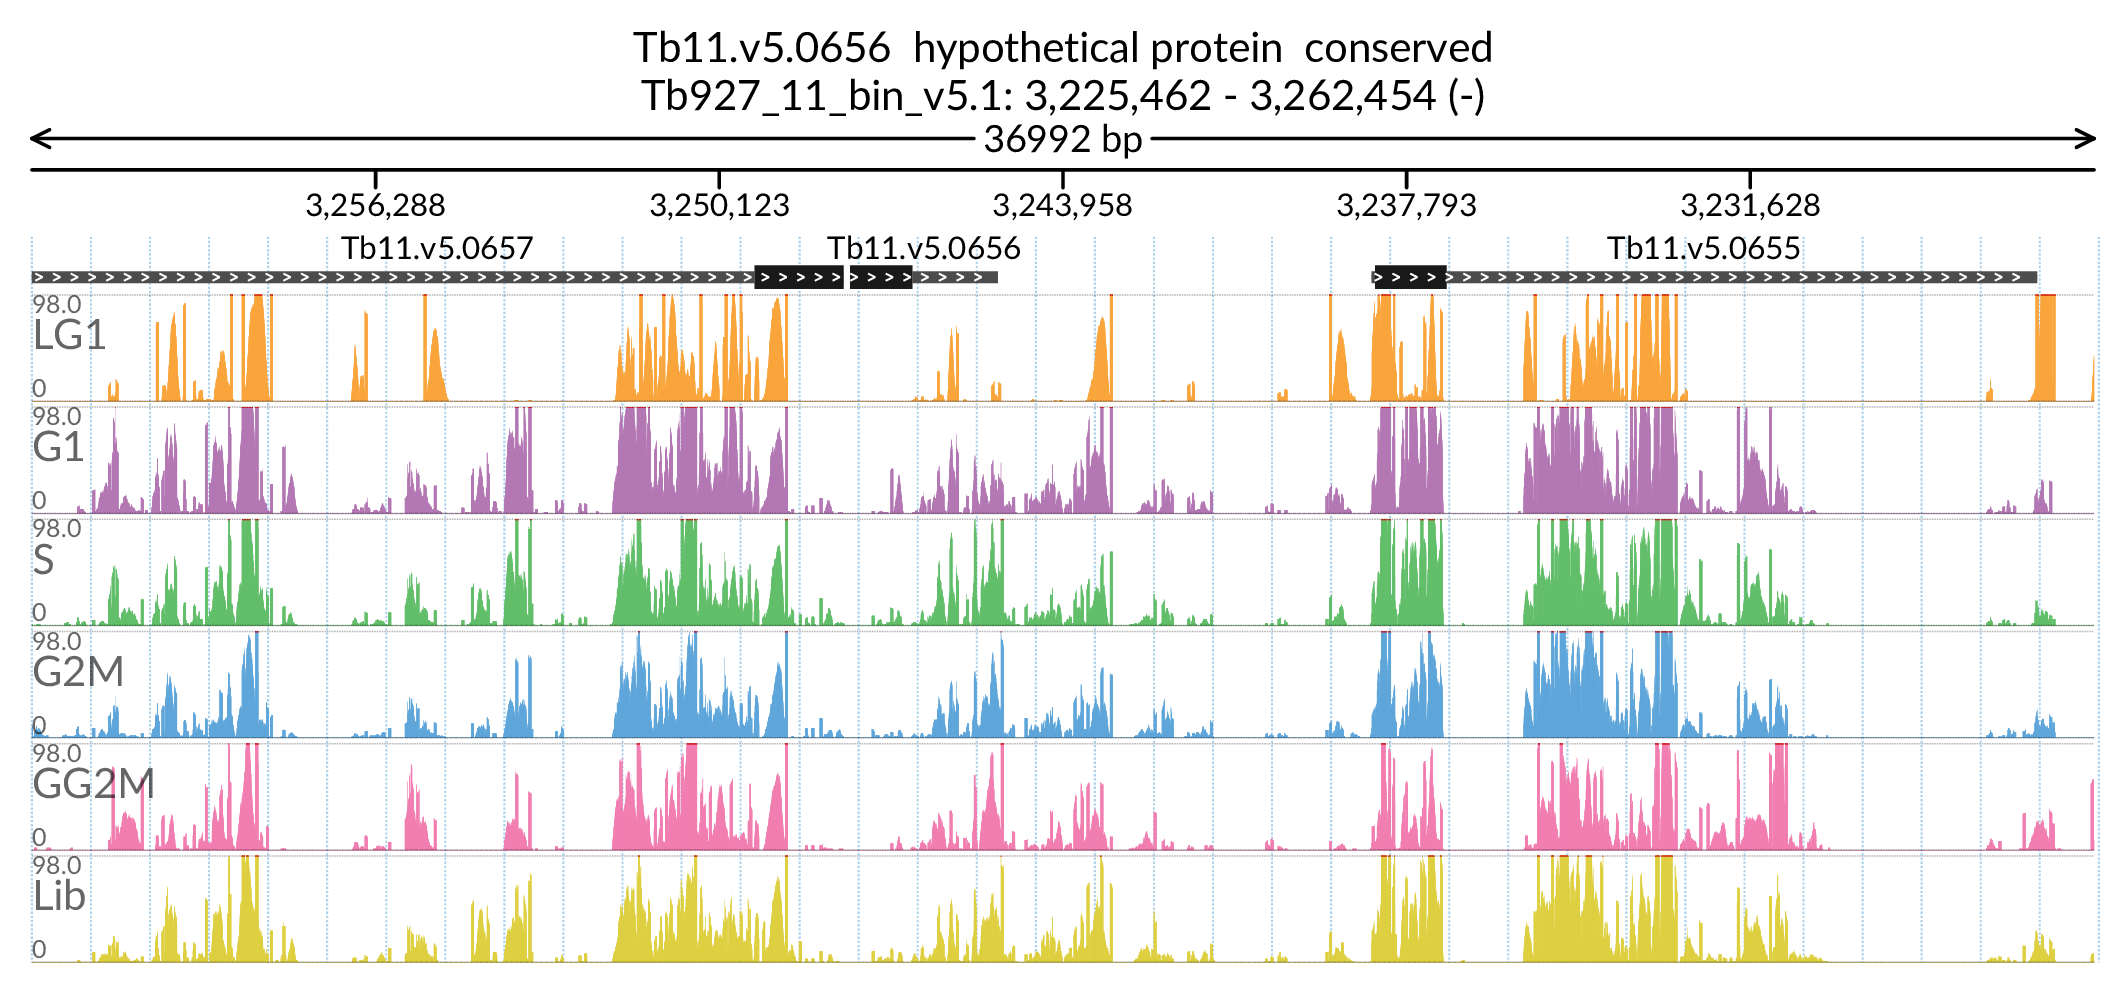 Tb11.v5.0656  hypothetical protein  conserved
Tb927_11_bin_v5.1: 3,225,462 - 3,262,454 (-)
36992 bp
3,256,288 3,250,123 3,243,958 3,237,793 3,231,628
Tb11.v5.0657 Tb11.v5.0656 Tb11.v5.0655
98.0
LG1
0
98.0
G1
0
98.0
S
0
98.0
G2M
0
98.0
GG2M
0
98.0
Lib
0